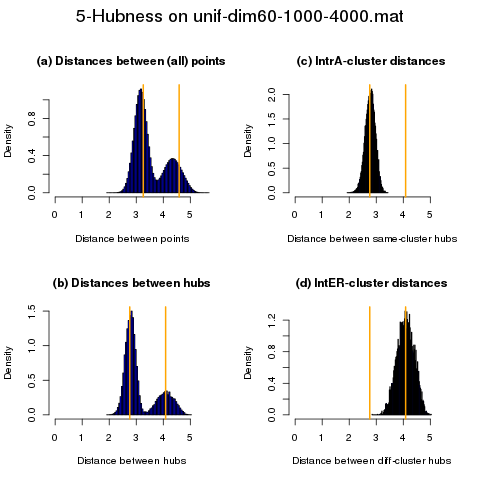 5-Hubness on unif-dim60-1000-4000.mat
(a) Distances between (all) points
Density
0.0 0.4 0.8
0 1 2 3 4 5
Distance between points
(c) IntrA-cluster distances
Density
0.0 0.5 1.0 1.5 2.0
0 1 2 3 4 5
Distance between same-cluster hubs
(b) Distances between hubs
Density
0.0 0.5 1.0 1.5
0 1 2 3 4 5
Distance between hubs
(d) IntER-cluster distances
Density
0.0 0.4 0.8 1.2
0 1 2 3 4 5
Distance between diff-cluster hubs